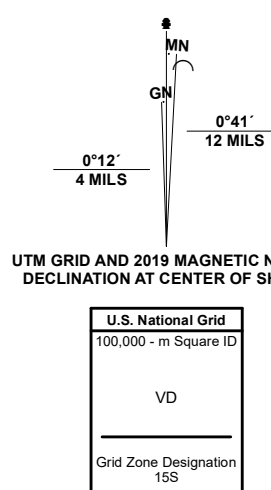 MN
GN
0°41´
12 MILS
0°12´
4 MILS
UTM GRID AND 2019 MAGNETIC
DECLINATION AT CENTER OF
U.S. National Grid
100,000 - m Square ID
VD
Grid Zone Designation
15S